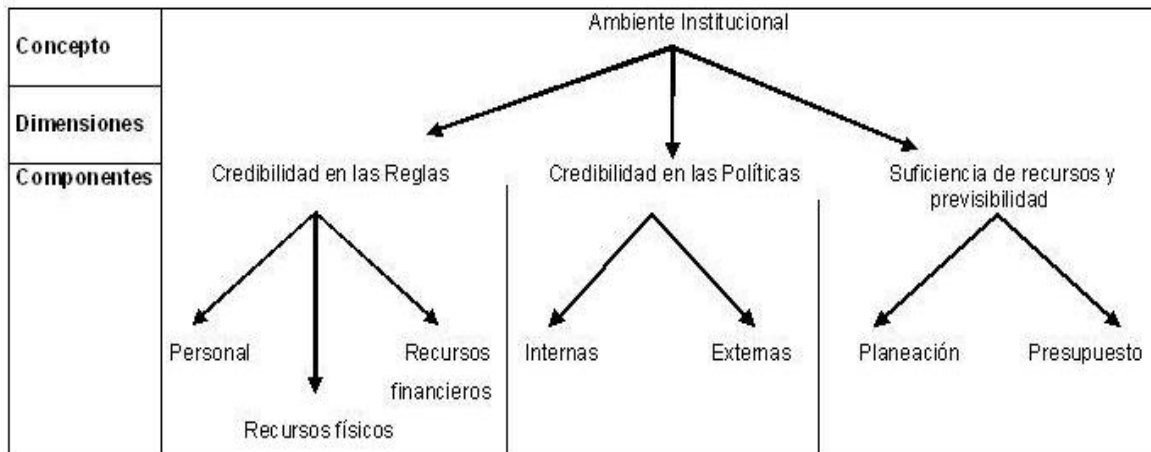 Concepto
Ambiente Institucional
Dimensiones
Componentes
Credibilidad en las Reglas
Credibilidad en las Políticas
Suficiencia de recursos y
previsibilidad
Personal
Recursos
financieros
Recursos físicos
Internas
Externas
Planeación
Presupuesto